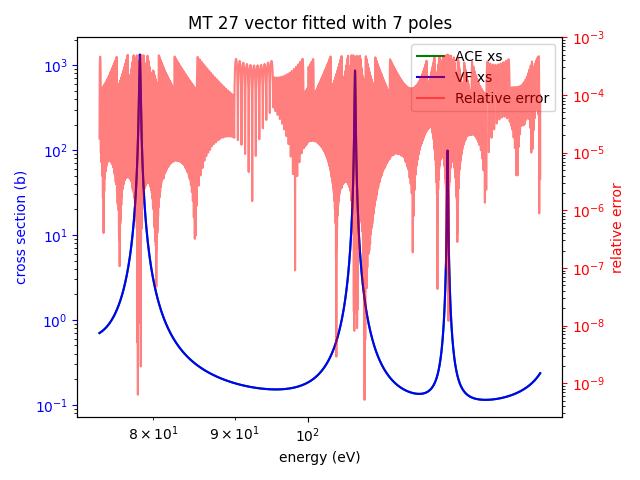 MT 27 vector fitted with 7 poles
ACE xs
VF xs
Relative error
10³
10²
10¹
10⁰
10⁻¹
cross section (b)
10⁻³
10⁻⁴
10⁻⁵
10⁻⁶
10⁻⁷
10⁻⁸
10⁻⁹
relative error
8 × 10¹
9 × 10¹
10²
energy (eV)